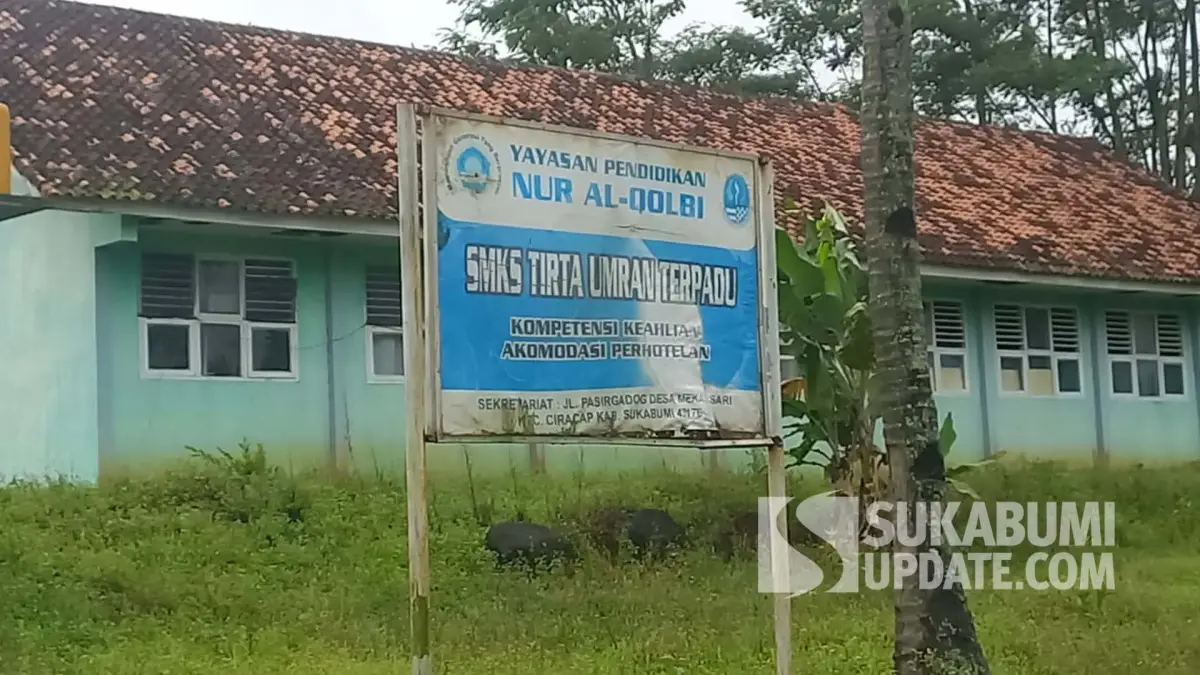 YAYASAN PENDIDIKAN
NUR AL-QOLBI
SMKS TIRTA UMRAN TERPADU
KOMPETENSI KEAHLIAN
AKOMODASI PERHOTELAN
SEKRETARIAT : JL. PASIRGADOG DESA MEKARSARI
KEC. CIRACAP KAB. SUKABUMI
SUKABUMI
UPDATE.COM